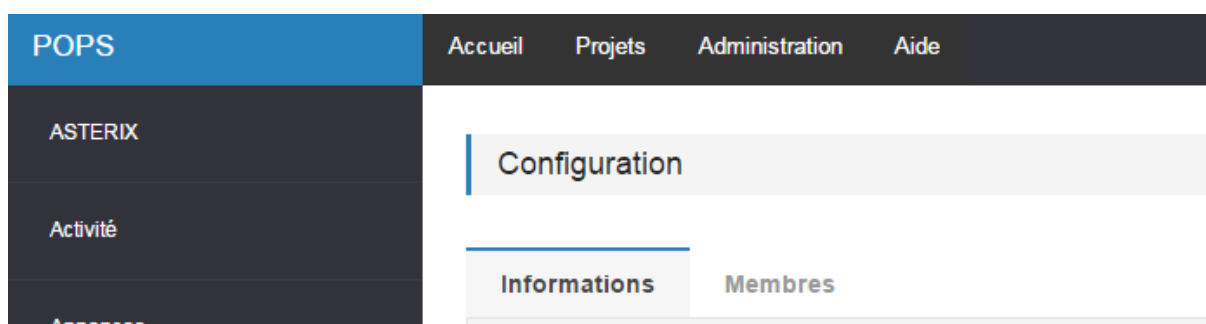 POPS
Accueil Projets Administration Aide
ASTERIX
Configuration
Activité
Informations Membres